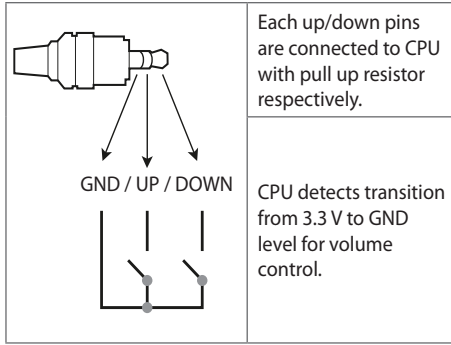 Each up/down pins
are connected to CPU
with pull up resistor
respectively.
GND / UP / DOWN
CPU detects transition
from 3.3 V to GND
level for volume
control.